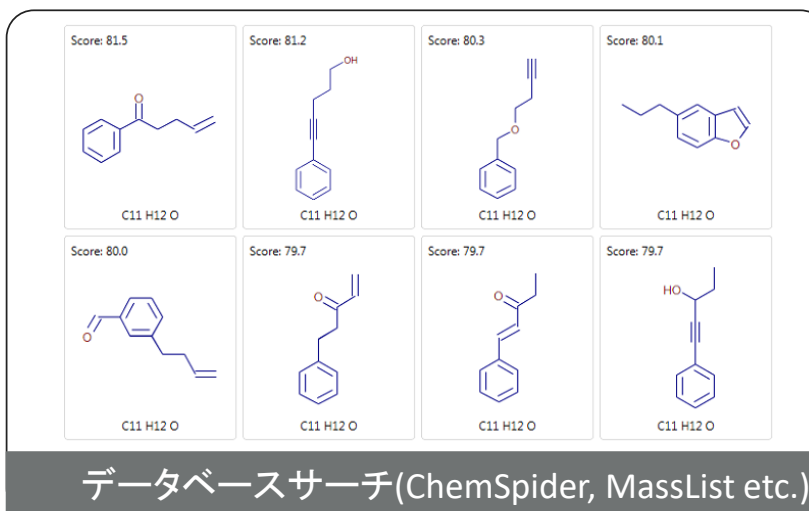 Score: 81.5
Score: 81.2
Score: 80.3
Score: 80.1
O
OH
O
O
C11 H12 O
C11 H12 O
C11 H12 O
C11 H12 O
Score: 80.0
Score: 79.7
Score: 79.7
Score: 79.7
O
O
O
HO
C11 H12 O
C11 H12 O
C11 H12 O
C11 H12 O
データベースサーチ(ChemSpider, MassList etc.)